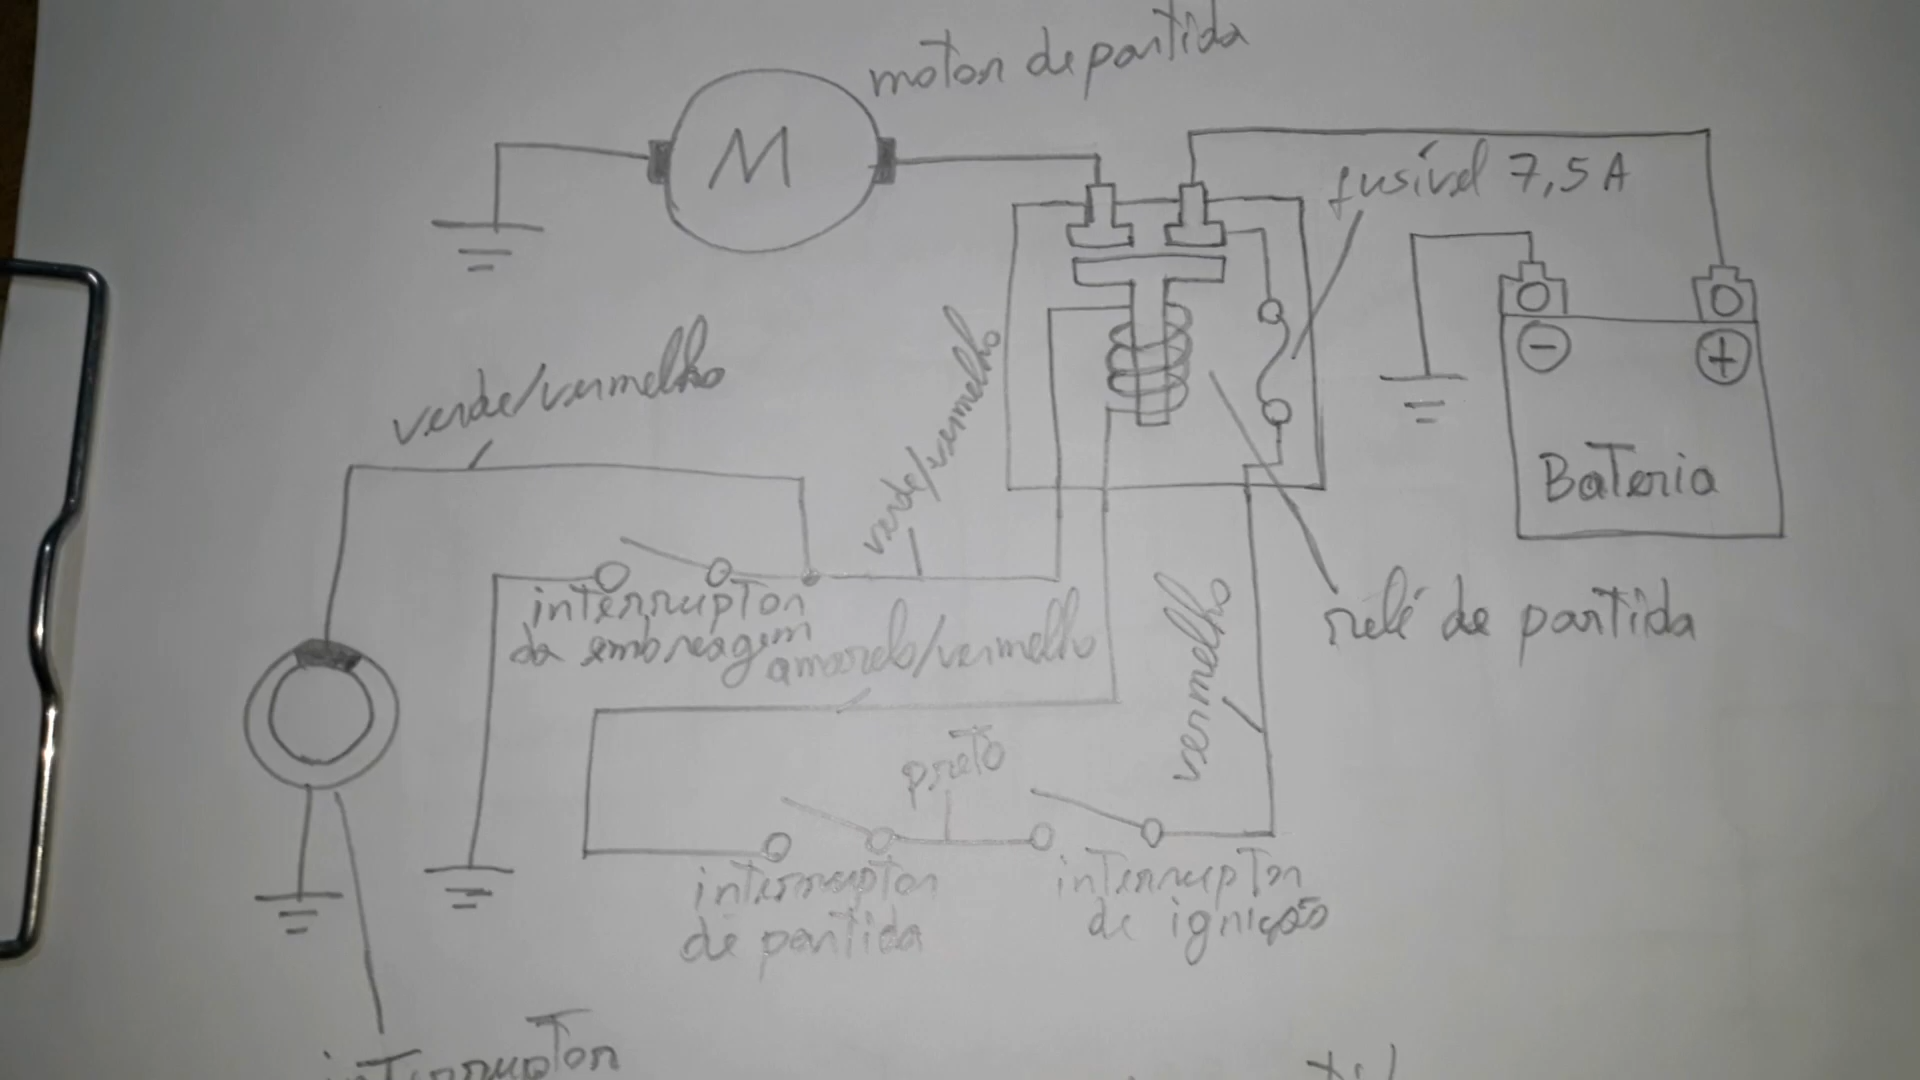 motor de partida
M
fusível 7,5 A
verde/vermelho
verde/vermelho
- +
Bateria
interruptor
da embreagem
amarelo/vermelho
relé de partida
vermelho
preto
interruptor
de partida
interruptor
de ignição
interruptor